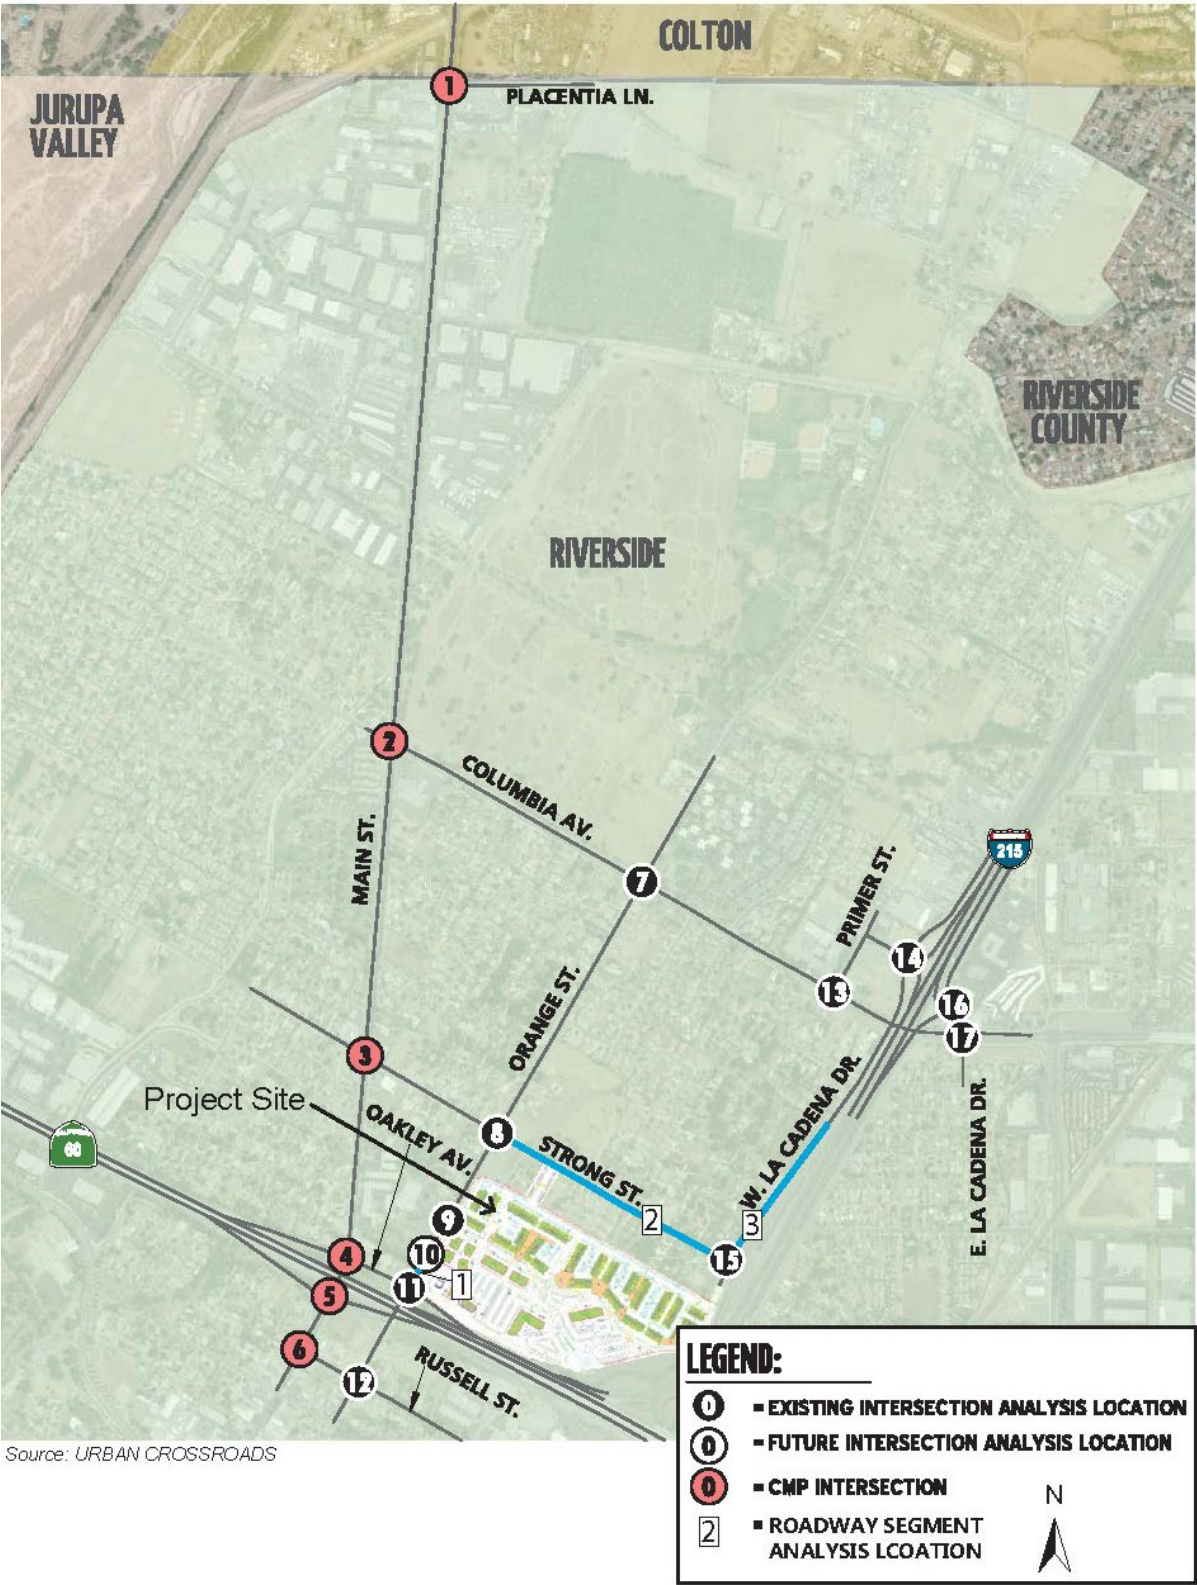 COLTON
1
PLACENTIA LN.
JURUPA
VALLEY
RIVERSIDE
COUNTY
RIVERSIDE
2
COLUMBIA AV.
MAIN ST.
215
7
PRIMER ST.
14
13
16
17
ORANGE ST.
3
Project Site
OAKLEY AV.
8
STRONG ST.
2
W. LA CADENA DR.
3
E. LA CADENA DR.
60
9
10
15
4
11
1
5
6
12
RUSSELL ST.
Source: URBAN CROSSROADS
LEGEND:
0 = EXISTING INTERSECTION ANALYSIS LOCATION
0 = FUTURE INTERSECTION ANALYSIS LOCATION
0 = CMP INTERSECTION
2 = ROADWAY SEGMENT
ANALYSIS LCOATION
N